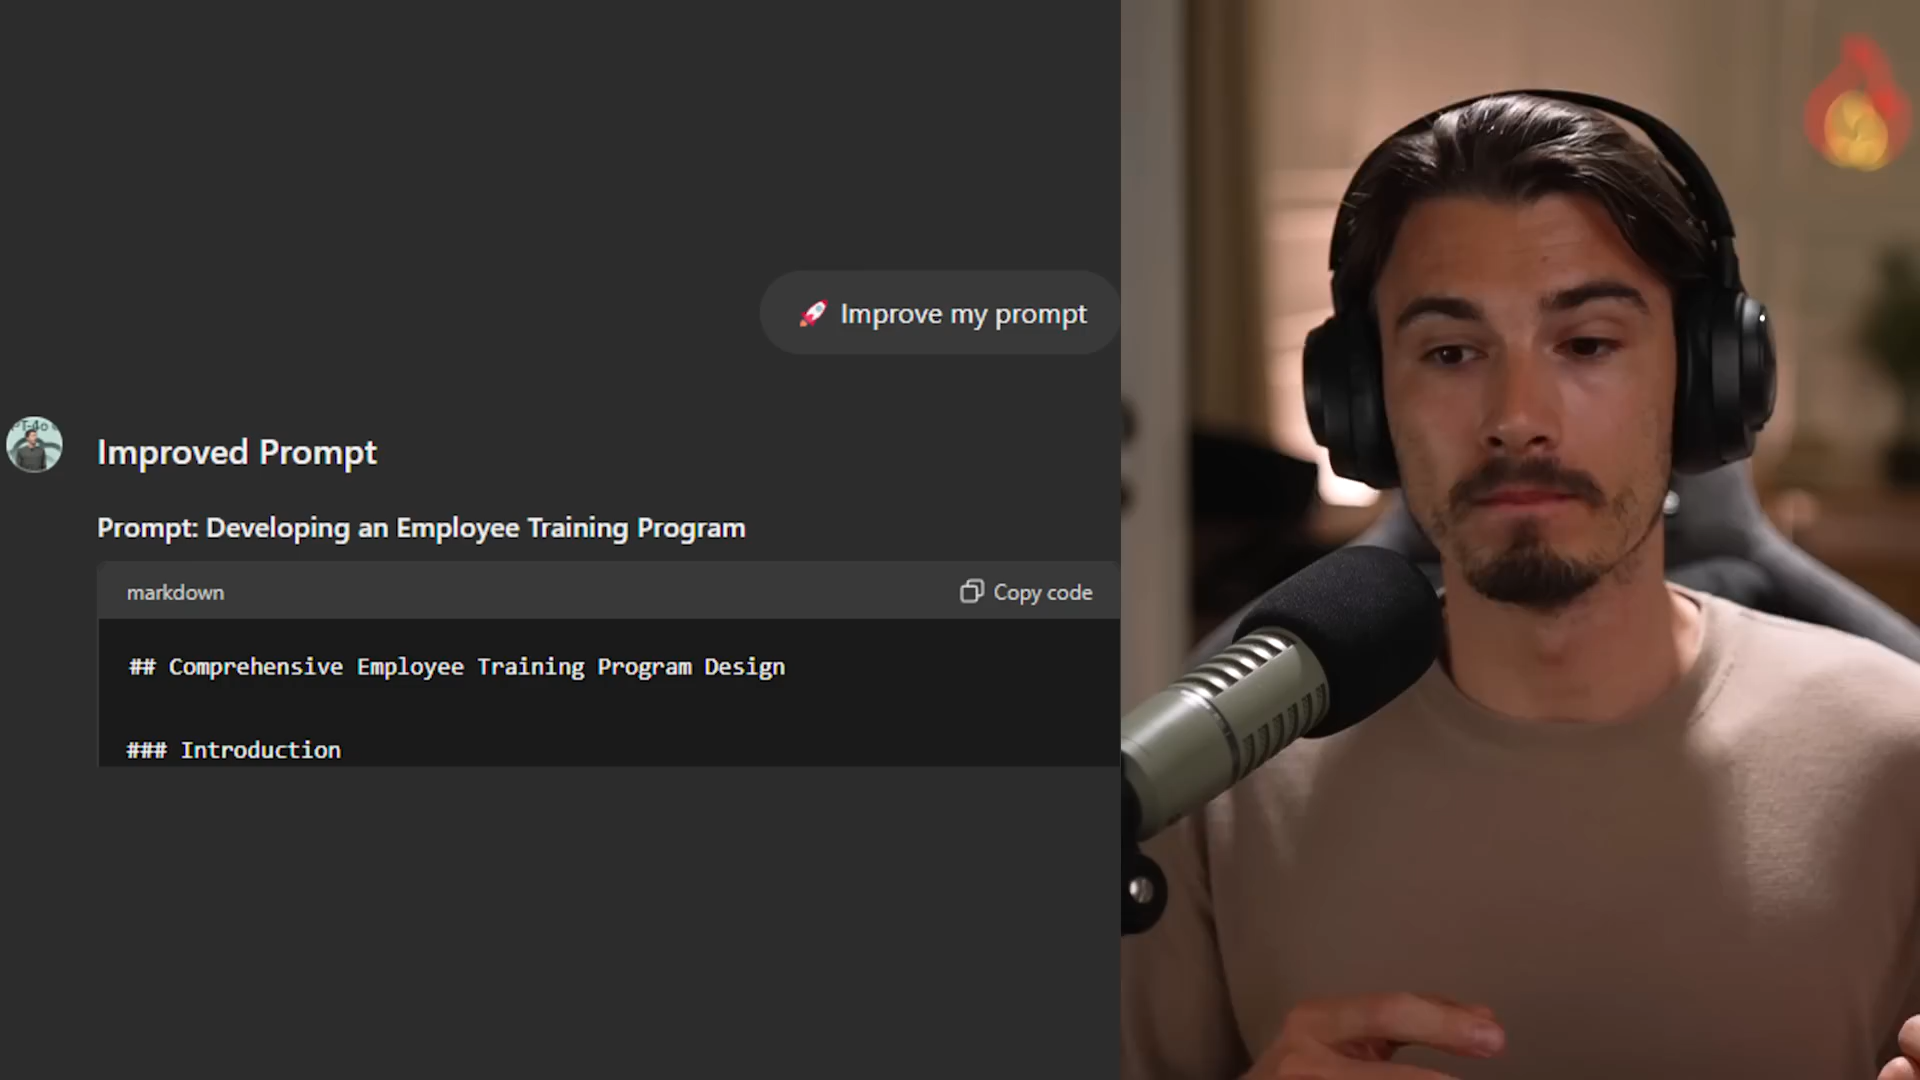 🚀 Improve my prompt
Improved Prompt
Prompt: Developing an Employee Training Program
markdown
Copy code
## Comprehensive Employee Training Program Design
### Introduction